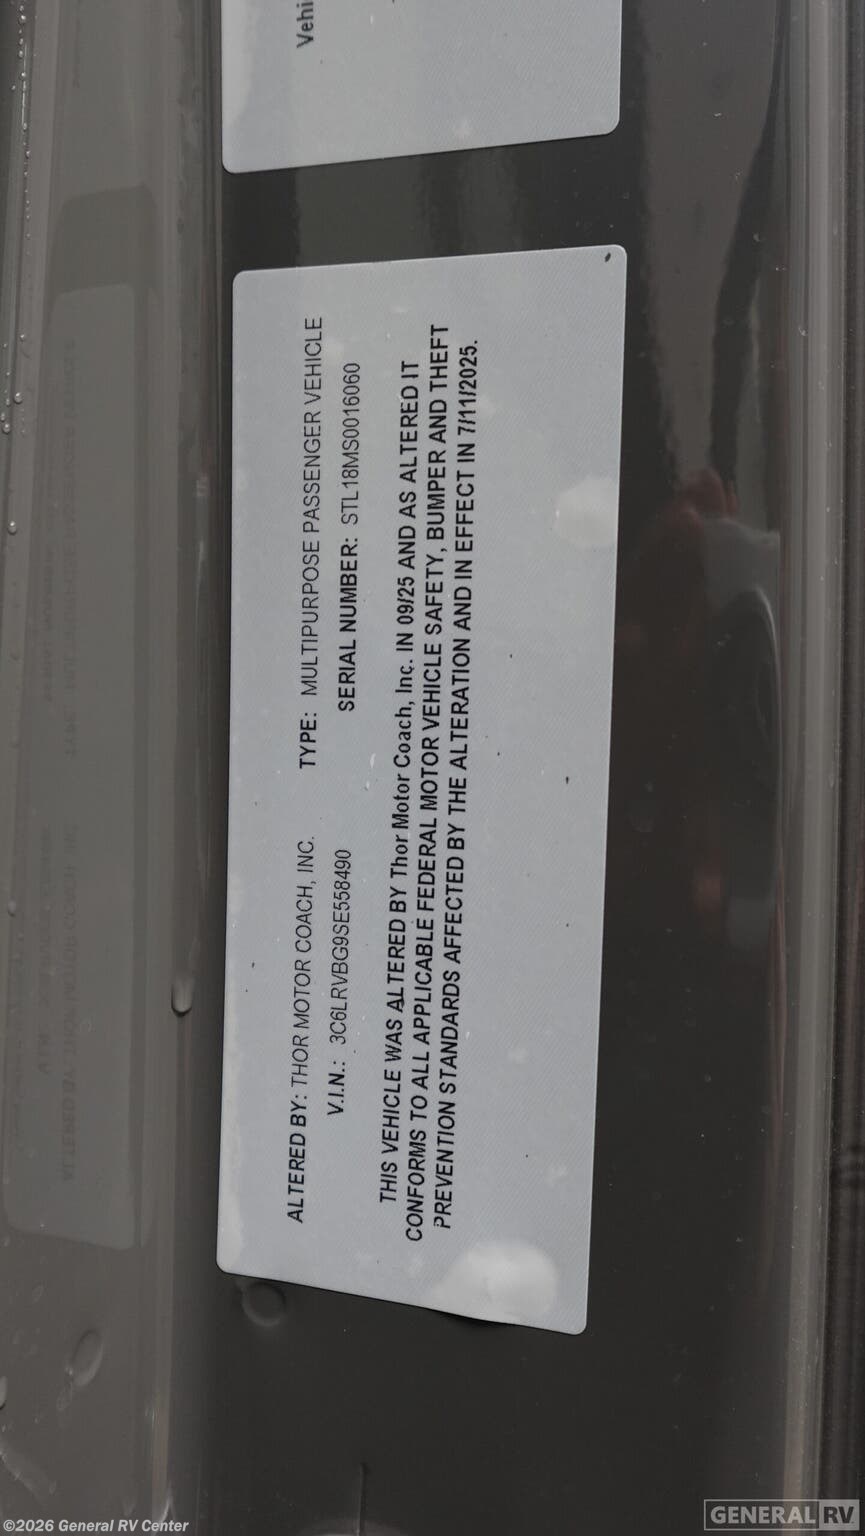 Vehi
ALTERED BY: THOR MOTOR COACH, INC. TYPE: MULTIPURPOSE PASSENGER VEHICLE
V.I.N.: 3C6LRVBG9SE558490 SERIAL NUMBER: STL18MS0016060
THIS VEHICLE WAS ALTERED BY Thor Motor Coach, Inc. IN 09/25 AND AS ALTERED IT
CONFORMS TO ALL APPLICABLE FEDERAL MOTOR VEHICLE SAFETY, BUMPER AND THEFT
PREVENTION STANDARDS AFFECTED BY THE ALTERATION AND IN EFFECT IN 7/11/2025.
©2026 General RV Center
GENERAL RV